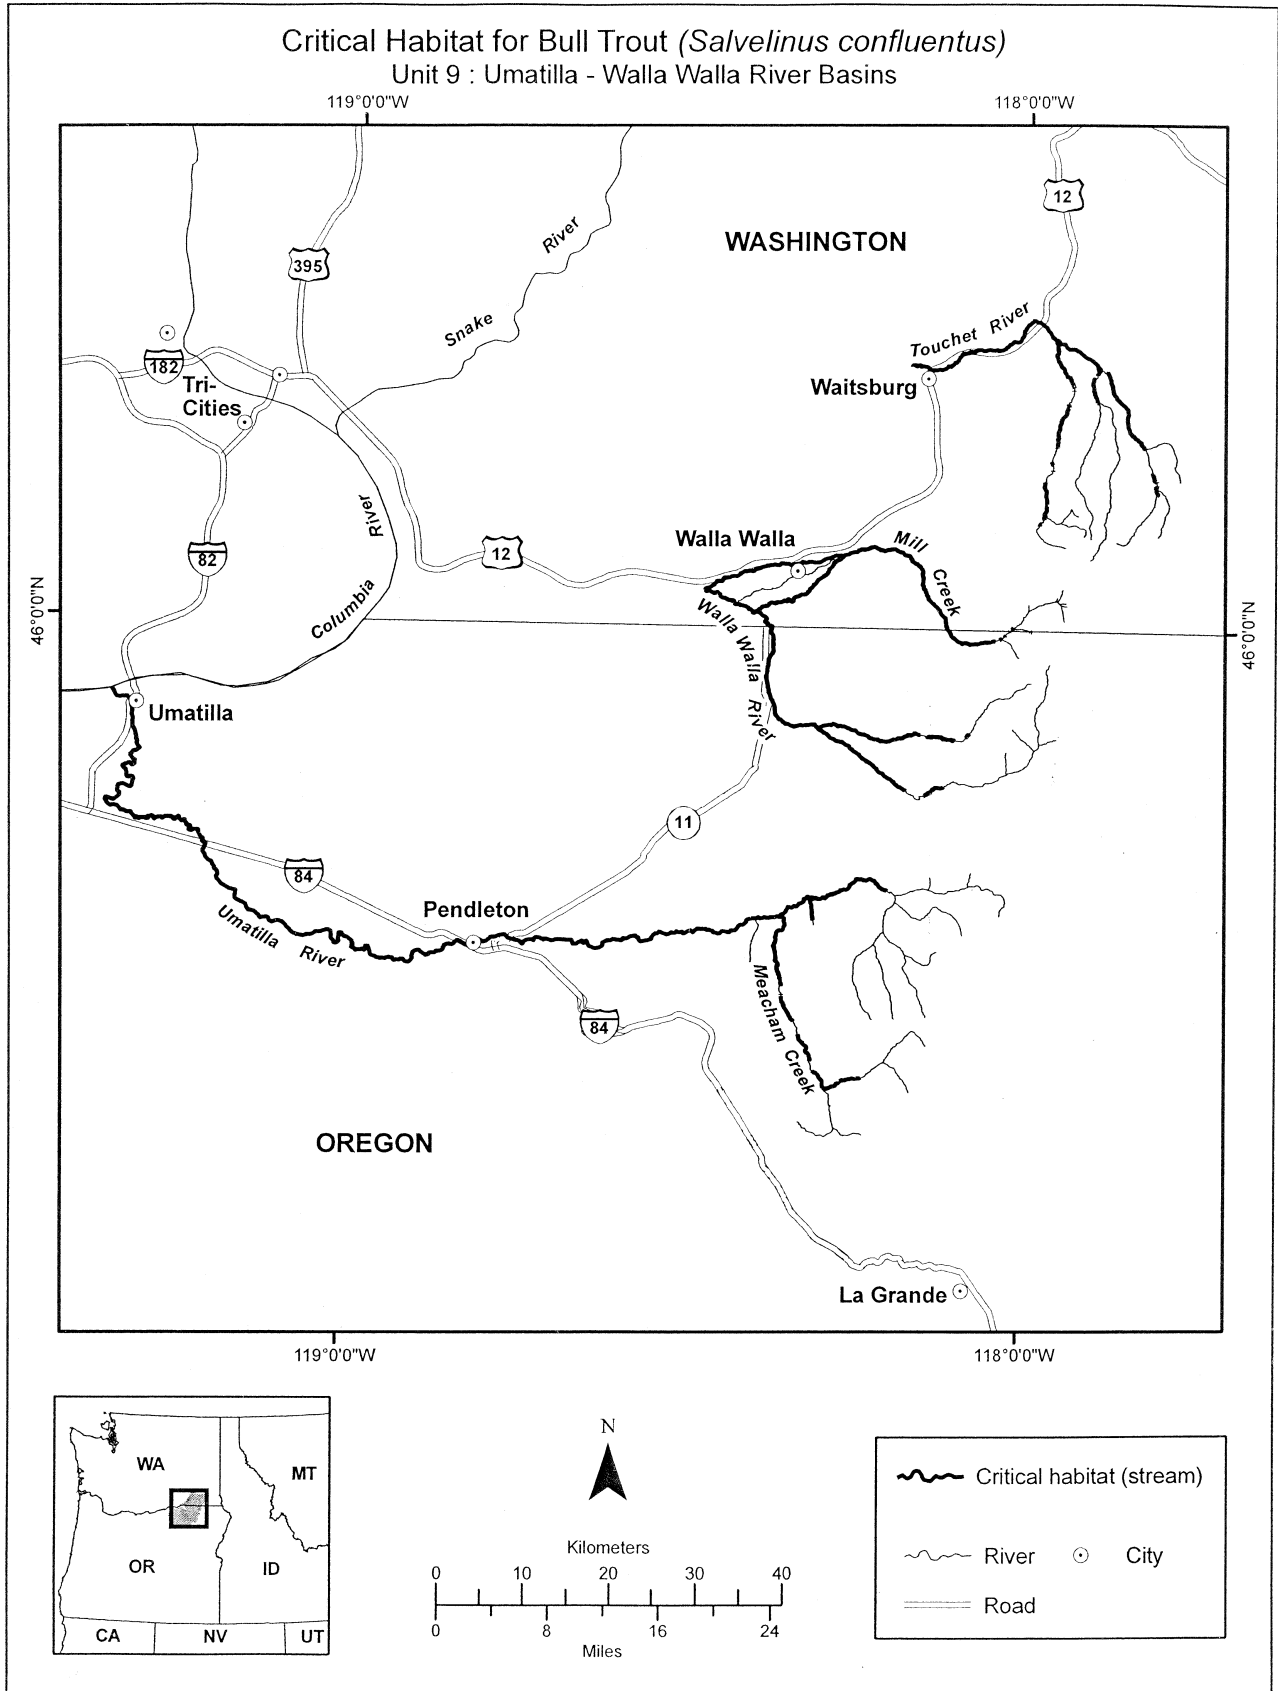 Critical Habitat for Bull Trout (Salvelinus confluentus)
Unit 9 : Umatilla - Walla Walla River Basins
119°0'0"W
118°0'0"W
12
395
Snake River
WASHINGTON
Touchet River
182
Tri-
Cities
Waitsburg
Columbia River
Walla Walla
12
Mill Creek
82
46°0'0"N
46°0'0"N
Walla Walla River
Umatilla
11
84
Pendleton
Umatilla River
Meacham Creek
84
OREGON
La Grande
119°0'0"W
118°0'0"W
WA
MT
OR
ID
CA
NV
UT
N
Kilometers
0 10 20 30 40
0 8 16 24
Miles
Critical habitat (stream)
River
City
Road